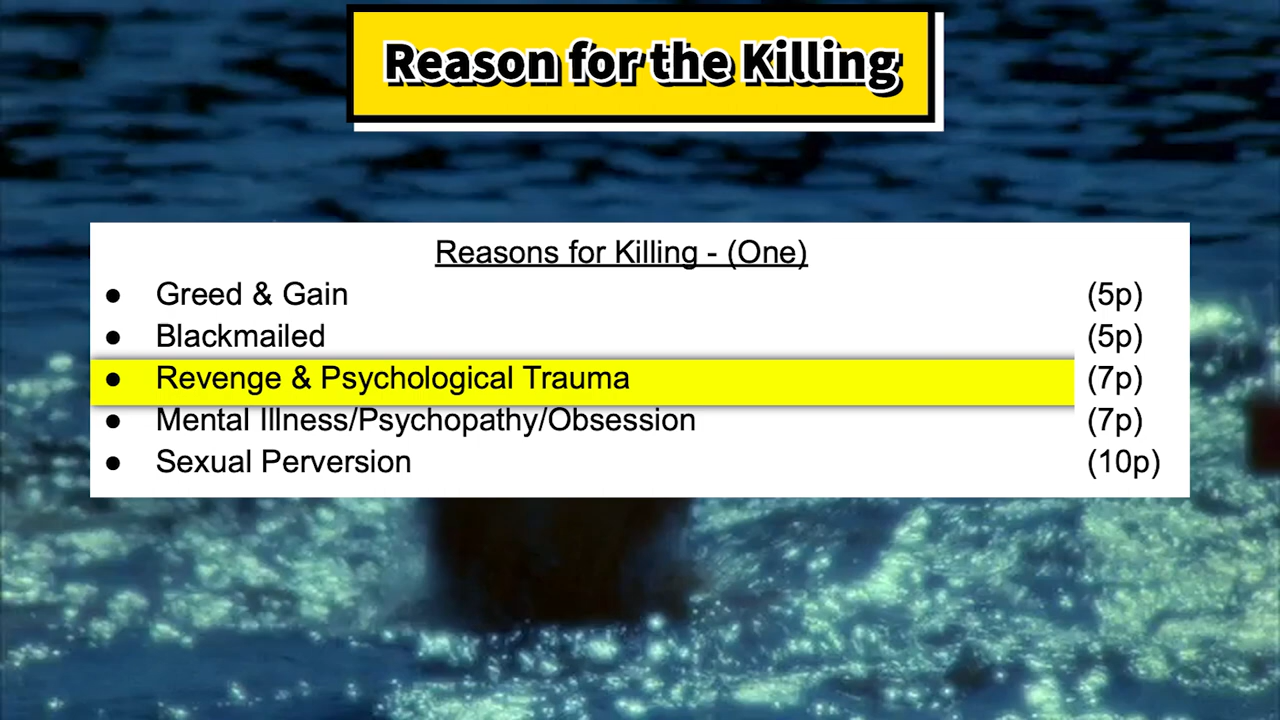 Reason for the Killing
Reasons for Killing - (One)
● Greed & Gain (5p)
● Blackmailed (5p)
● Revenge & Psychological Trauma (7p)
● Mental Illness/Psychopathy/Obsession (7p)
● Sexual Perversion (10p)